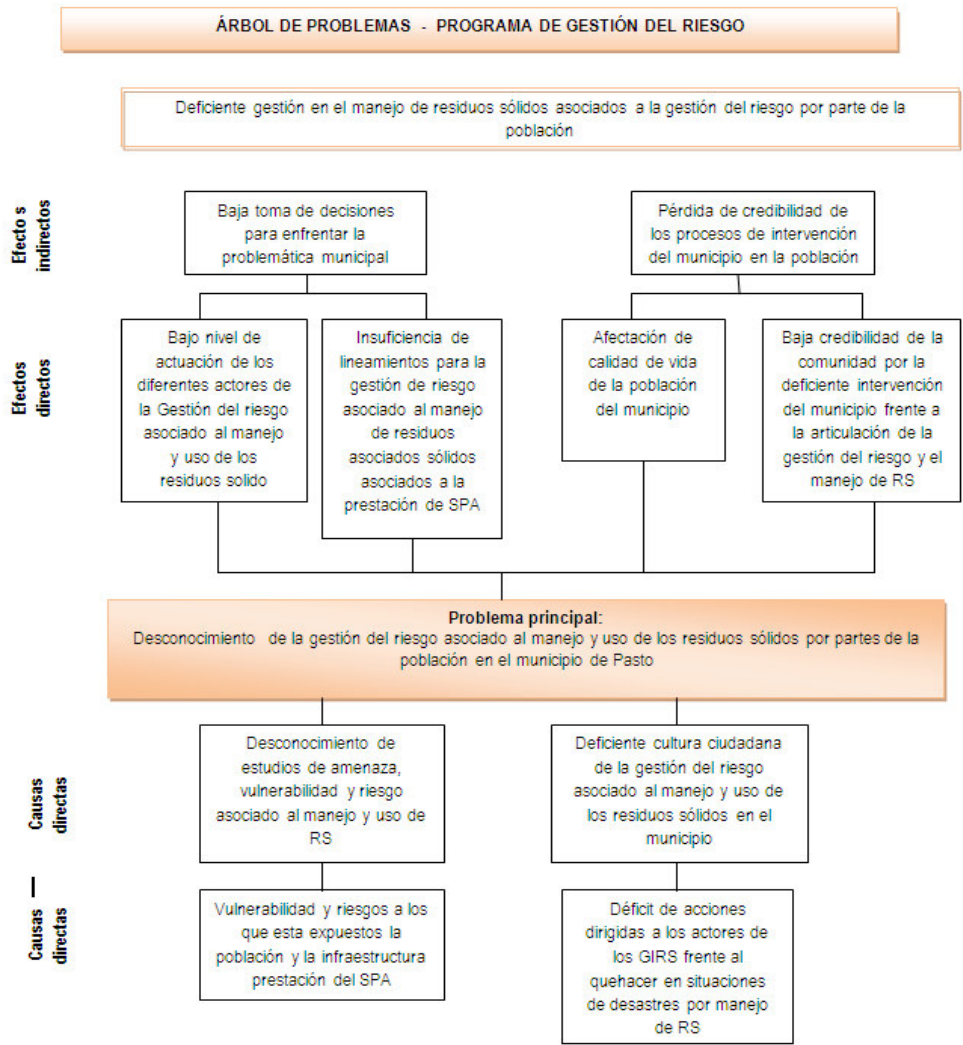 ÁRBOL DE PROBLEMAS - PROGRAMA DE GESTIÓN DEL RIESGO
Deficiente gestión en el manejo de residuos sólidos asociados a la gestión del riesgo por parte de la
población
Efecto s
indirectos
Baja toma de decisiones
para enfrentar la
problemática municipal
Pérdida de credibilidad de
los procesos de intervención
del municipio en la población
Efectos
directos
Bajo nivel de
actuación de los
diferentes actores de
la Gestión del riesgo
asociado al manejo
y uso de los
residuos solido
Insuficiencia de
lineamientos para la
gestión de riesgo
asociado al manejo
de residuos
asociados sólidos
asociados a la
prestación de SPA
Afectación de
calidad de vida
de la población
del municipio
Baja credibilidad de la
comunidad por la
deficiente intervención
del municipio frente a
la articulación de la
gestión del riesgo y el
manejo de RS
Problema principal:
Desconocimiento de la gestión del riesgo asociado al manejo y uso de los residuos sólidos por partes de la
población en el municipio de Pasto
Causas
directas
Desconocimiento de
estudios de amenaza,
vulnerabilidad y riesgo
asociado al manejo y uso de
RS
Deficiente cultura ciudadana
de la gestión del riesgo
asociado al manejo y uso de
los residuos sólidos en el
municipio
Causas
directas
Vulnerabilidad y riesgos a los
que esta expuestos la
población y la infraestructura
prestación del SPA
Déficit de acciones
dirigidas a los actores de
los GIRS frente al
quehacer en situaciones
de desastres por manejo
de RS